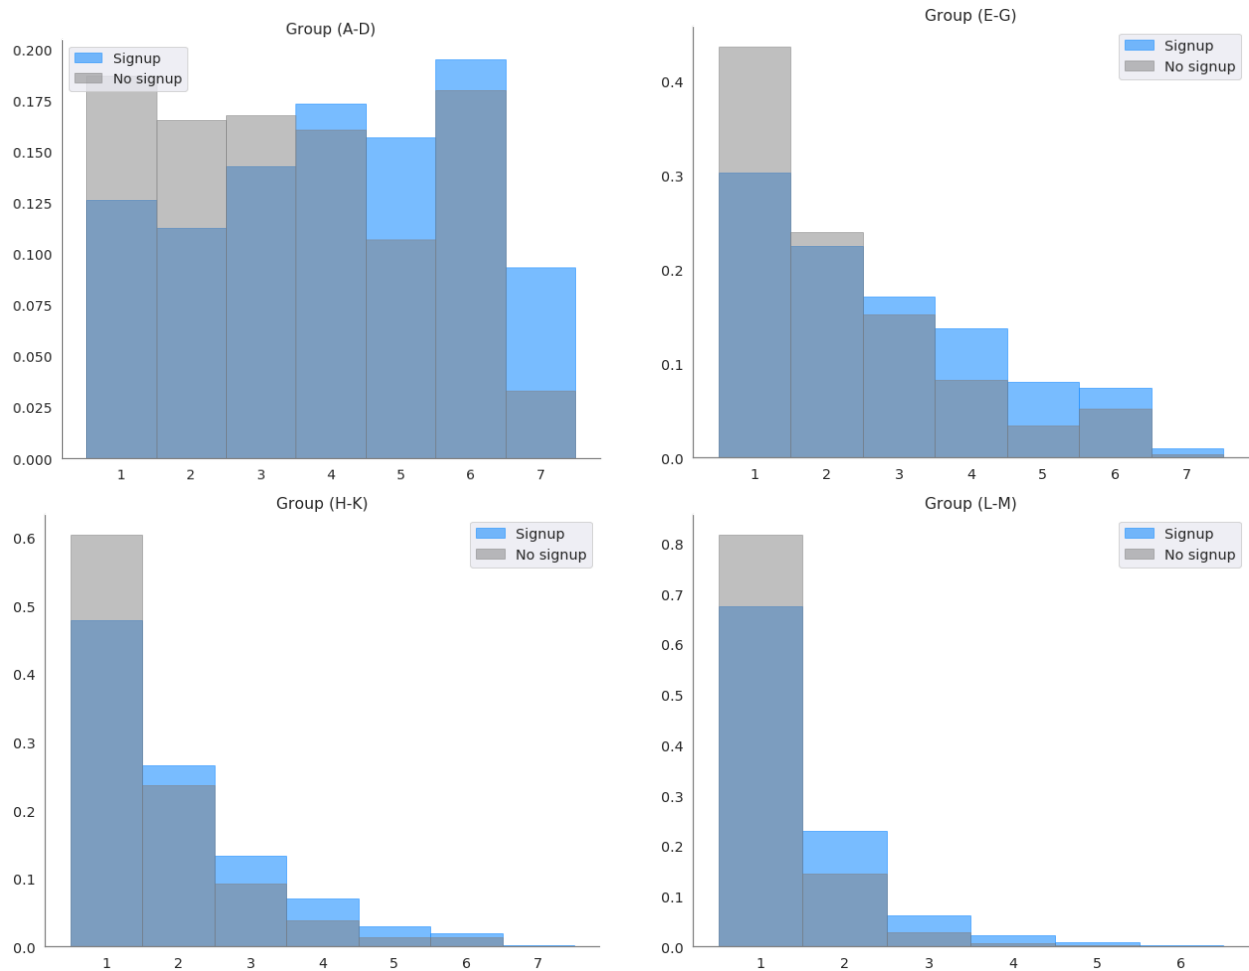 Group (A-D)
Signup
No signup
0.200
0.175
0.150
0.125
0.100
0.075
0.050
0.025
0.000
1 2 3 4 5 6 7
Group (E-G)
Signup
No signup
0.4
0.3
0.2
0.1
0.0
1 2 3 4 5 6 7
Group (H-K)
Signup
No signup
0.6
0.5
0.4
0.3
0.2
0.1
0.0
1 2 3 4 5 6 7
Group (L-M)
Signup
No signup
0.8
0.7
0.6
0.5
0.4
0.3
0.2
0.1
0.0
1 2 3 4 5 6